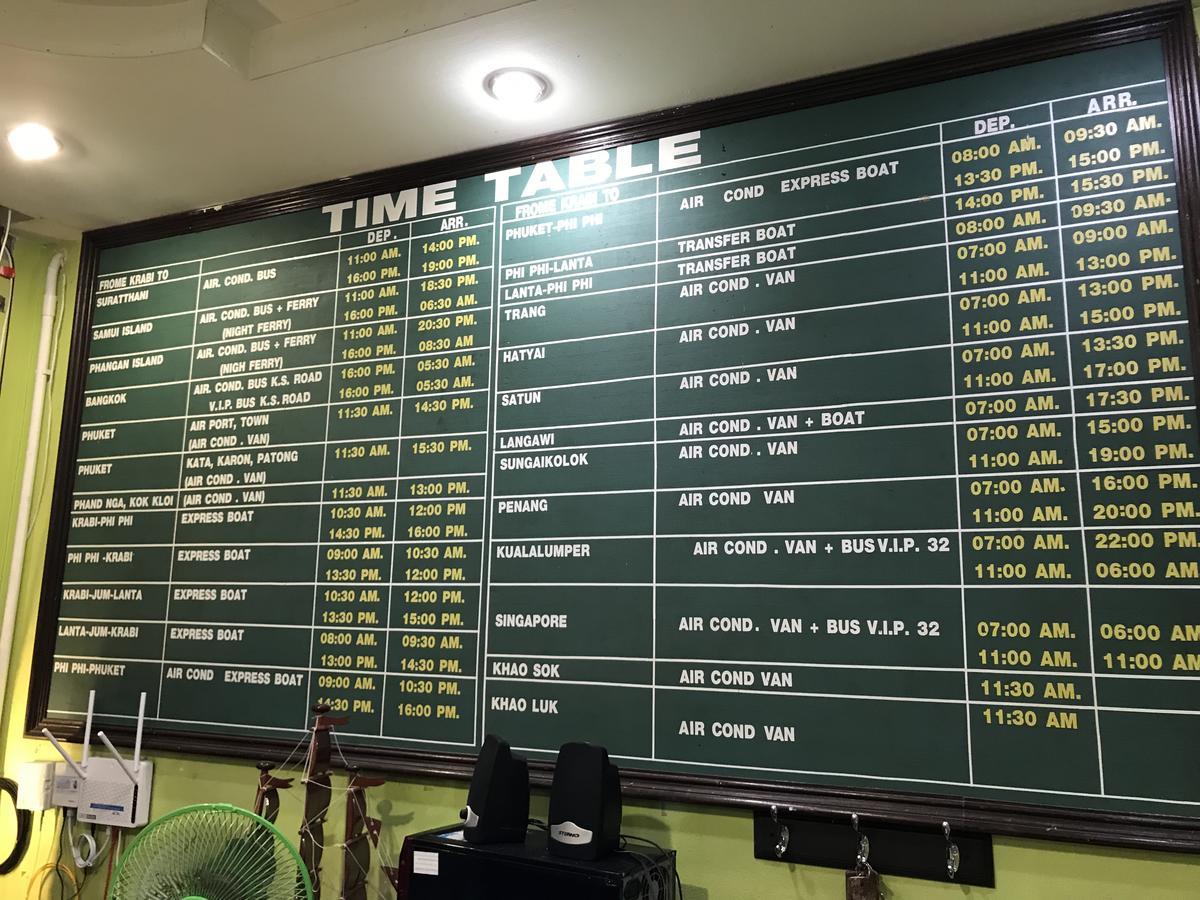 TIME TABLE
FROME KRABI TO DEP. ARR.
SURATTHANI AIR. COND. BUS 11:00 AM. 14:00 PM.
16:00 PM. 19:00 PM.
SAMUI ISLAND AIR. COND. BUS + FERRY 11:00 AM. 18:30 PM.
(NIGHT FERRY) 16:00 PM. 06:30 AM.
PHANGAN ISLAND AIR. COND. BUS + FERRY 11:00 AM. 20:30 PM.
(NIGH FERRY) 16:00 PM. 08:30 AM.
BANGKOK AIR. COND. BUS K.S. ROAD 16:00 PM. 05:30 AM.
V.I.P. BUS K.S. ROAD 16:00 PM. 05:30 AM.
PHUKET AIR PORT, TOWN 11:30 AM. 14:30 PM.
(AIR COND . VAN)
PHUKET KATA, KARON, PATONG 11:30 AM. 15:30 PM.
(AIR COND . VAN)
PHAND NGA, KOK KLOI (AIR COND . VAN) 11:30 AM. 13:00 PM.
KRABI-PHI PHI EXPRESS BOAT 10:30 AM. 12:00 PM
14:30 PM. 16:00 PM.
PHI PHI -KRABI EXPRESS BOAT 09:00 AM. 10:30 AM.
13:30 PM. 12:00 PM.
KRABI-JUM-LANTA EXPRESS BOAT 10:30 AM. 12:00 PM.
13:30 PM. 15:00 PM.
LANTA-JUM-KRABI EXPRESS BOAT 08:00 AM. 09:30 AM.
13:00 PM. 14:30 PM.
PHI PHI-PHUKET AIR COND EXPRESS BOAT 09:00 AM. 10:30 PM.
14:30 PM. 16:00 PM.
FROME KRABI TO DEP. ARR.
PHUKET-PHI PHI AIR COND EXPRESS BOAT 08:00 AM. 09:30 AM.
13:30 PM. 15:00 PM.
PHI PHI-LANTA TRANSFER BOAT 14:00 PM. 15:30 PM.
LANTA-PHI PHI TRANSFER BOAT 08:00 AM. 09:30 AM.
TRANG AIR COND . VAN 07:00 AM. 09:00 AM.
11:00 AM. 13:00 PM.
HATYAI AIR COND . VAN 07:00 AM. 13:00 PM.
11:00 AM. 15:00 PM.
SATUN AIR COND . VAN 07:00 AM. 13:30 PM.
11:00 AM. 17:00 PM.
LANGAWI AIR COND . VAN + BOAT 07:00 AM. 17:30 PM.
SUNGAIKOLOK AIR COND . VAN 07:00 AM. 15:00 PM.
11:00 AM. 19:00 PM.
PENANG AIR COND VAN 07:00 AM. 16:00 PM.
11:00 AM. 20:00 PM.
KUALALUMPER AIR COND . VAN + BUS V.I.P. 32 07:00 AM. 22:00 PM.
11:00 AM. 06:00 AM.
SINGAPORE AIR COND. VAN + BUS V.I.P. 32 07:00 AM. 06:00 AM
11:00 AM. 11:00 AM
KHAO SOK AIR COND VAN 11:30 AM.
KHAO LUK AIR COND VAN 11:30 AM